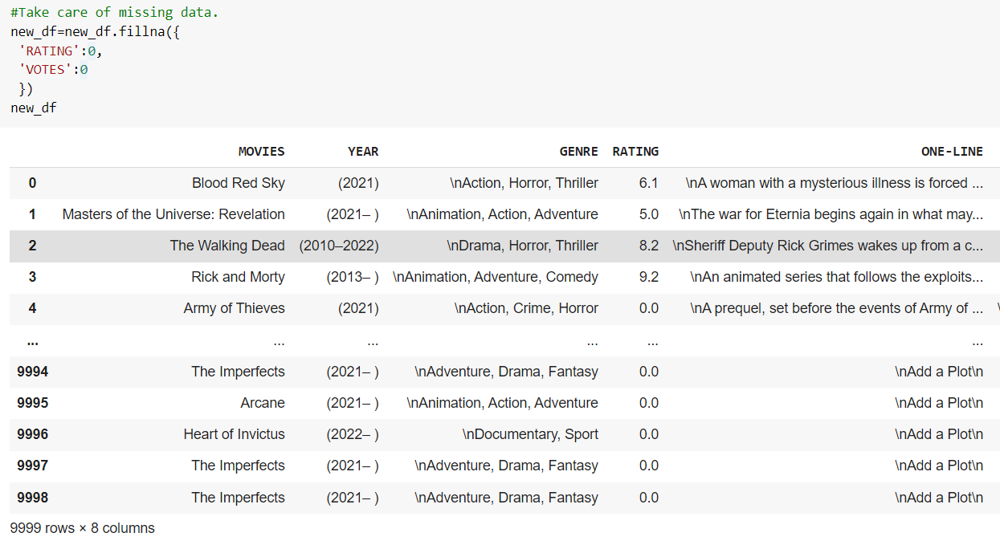 #Take care of missing data.
new_df=new_df.fillna({
'RATING':0,
'VOTES':0
})
new_df
MOVIES YEAR GENRE RATING ONE-LINE
0 Blood Red Sky (2021) \nAction, Horror, Thriller 6.1 \nA woman with a mysterious illness is forced ...
1 Masters of the Universe: Revelation (2021– ) \nAnimation, Action, Adventure 5.0 \nThe war for Eternia begins again in what may...
2 The Walking Dead (2010–2022) \nDrama, Horror, Thriller 8.2 \nSheriff Deputy Rick Grimes wakes up from a c...
3 Rick and Morty (2013– ) \nAnimation, Adventure, Comedy 9.2 \nAn animated series that follows the exploits...
4 Army of Thieves (2021) \nAction, Crime, Horror 0.0 \nA prequel, set before the events of Army of ... \
... ... ... ... ... ...
9994 The Imperfects (2021– ) \nAdventure, Drama, Fantasy 0.0 \nAdd a Plot\n
9995 Arcane (2021– ) \nAnimation, Action, Adventure 0.0 \nAdd a Plot\n
9996 Heart of Invictus (2022– ) \nDocumentary, Sport 0.0 \nAdd a Plot\n
9997 The Imperfects (2021– ) \nAdventure, Drama, Fantasy 0.0 \nAdd a Plot\n
9998 The Imperfects (2021– ) \nAdventure, Drama, Fantasy 0.0 \nAdd a Plot\n
9999 rows × 8 columns